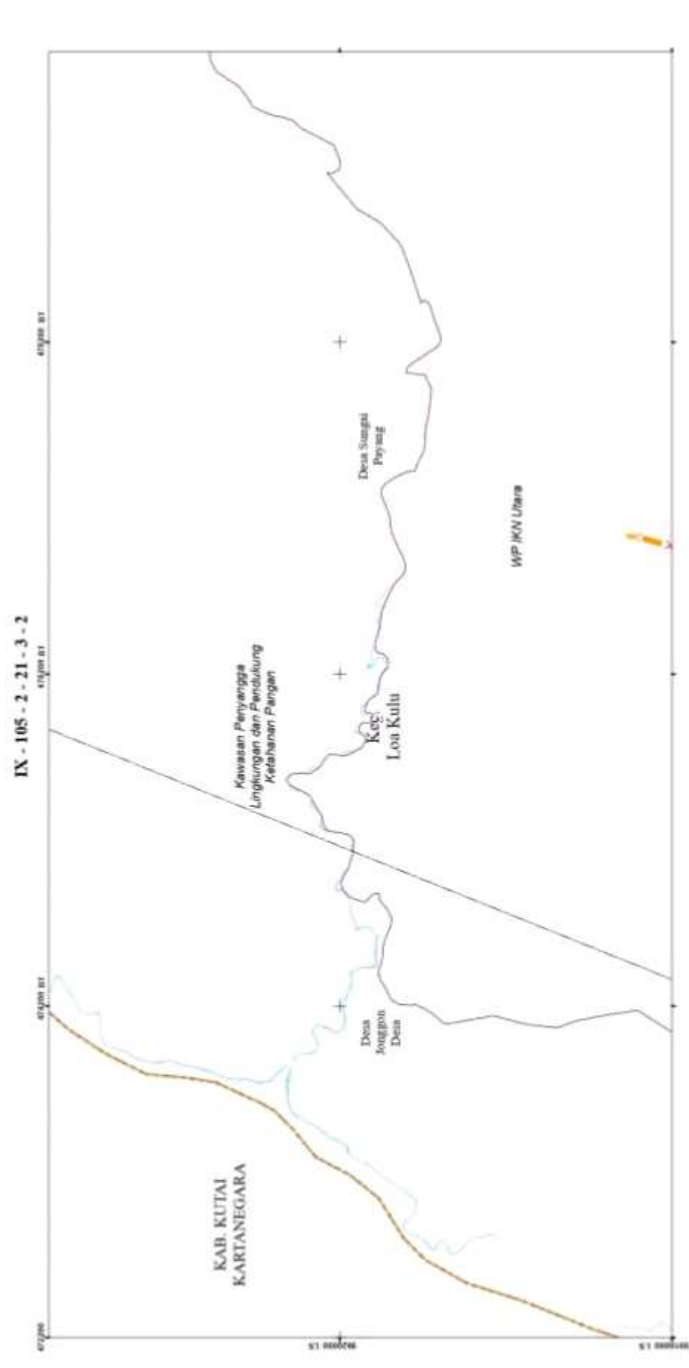 IX - 105 - 2 - 21 - 3 - 2
KAB. KUTAI
KARTANEGARA
Kawasan Penyangga
Lingkungan dan Pendukung
Ketahanan Pangan
Desa
Jonggon
Desa
Kec.
Loa Kulu
Desa Sungai
Payang
WP IKN Utara